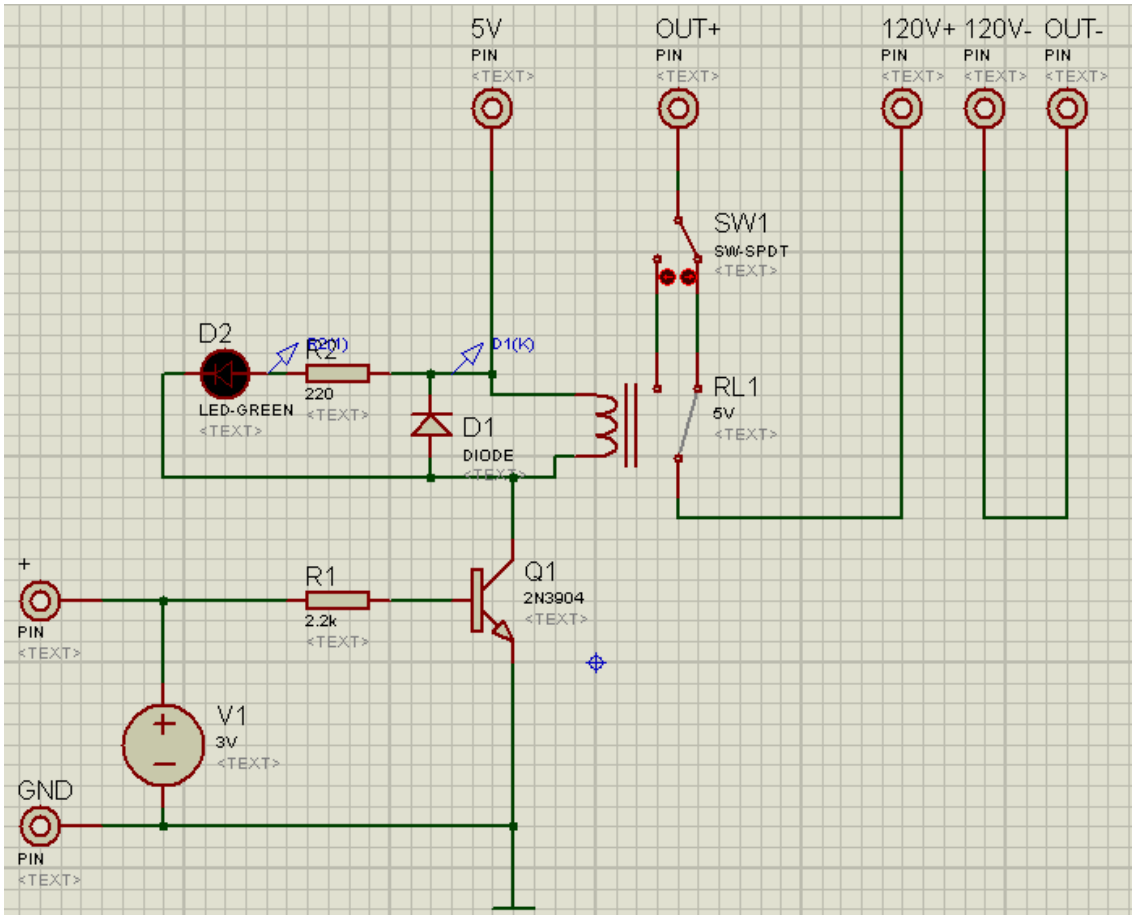 5V
PIN
<TEXT>
OUT+
PIN
<TEXT>
120V+
PIN
<TEXT>
120V-
PIN
<TEXT>
OUT-
PIN
<TEXT>
SW1
SW-SPDT
<TEXT>
D2
LED-GREEN
<TEXT>
R2(1)
R2
220
<TEXT>
D1(K)
D1
DIODE
<TEXT>
RL1
5V
<TEXT>
+
PIN
<TEXT>
R1
2.2k
<TEXT>
Q1
2N3904
<TEXT>
V1
3V
<TEXT>
GND
PIN
<TEXT>